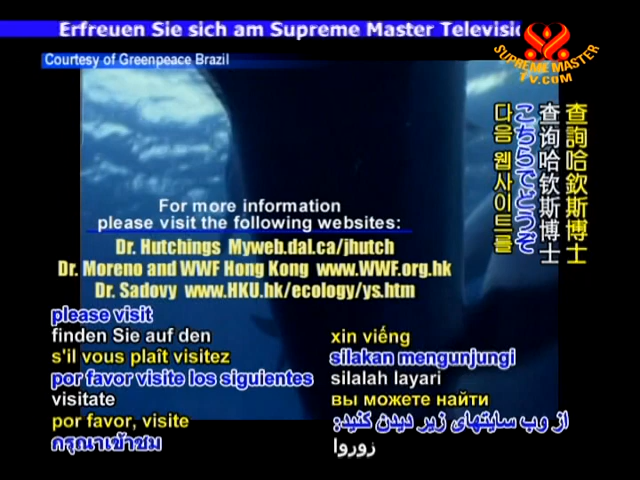 Erfreuen Sie sich am Supreme Master Televisi
SUPREME MASTER
TV.COM
Courtesy of Greenpeace Brazil
查詢哈欽斯博士
查询哈钦斯博士
こちらでどうぞ
다음 웹사이트를
For more information
please visit the following websites:
Dr. Hutchings Myweb.dal.ca/jhutch
Dr. Moreno and WWF Hong Kong www.WWF.org.hk
Dr. Sadovy www.HKU.hk/ecology/ys.htm
please visit
finden Sie auf den
s'il vous plaît visitez
por favor visite los siguientes
visitate
por favor, visite
กรุณาเข้าชม
xin viếng
silakan mengunjungi
silalah layari
вы можете найти
از وب سایتهای زیر دیدن کنید:
زوروا